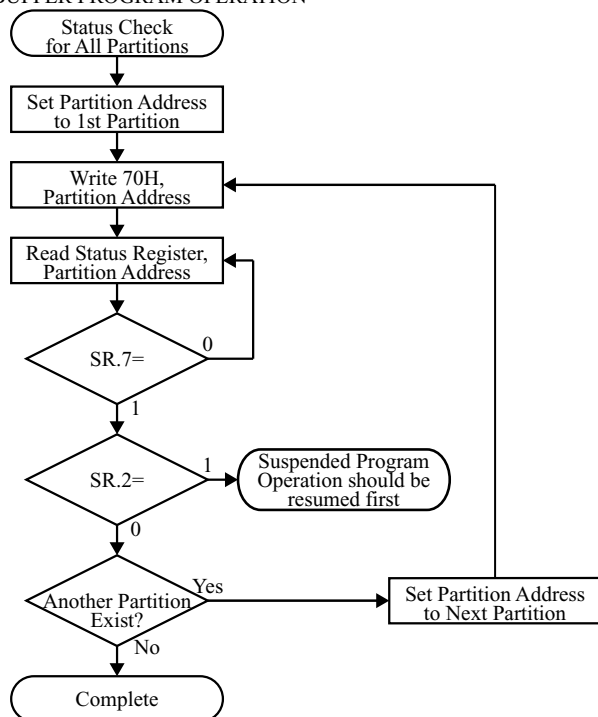 Status Check
for All Partitions
Set Partition Address
to 1st Partition
Write 70H,
Partition Address
Read Status Register,
Partition Address
SR.7=
0
1
SR.2=
1
Suspended Program
Operation should be
resumed first
0
Another Partition
Exist?
Yes
Set Partition Address
to Next Partition
No
Complete